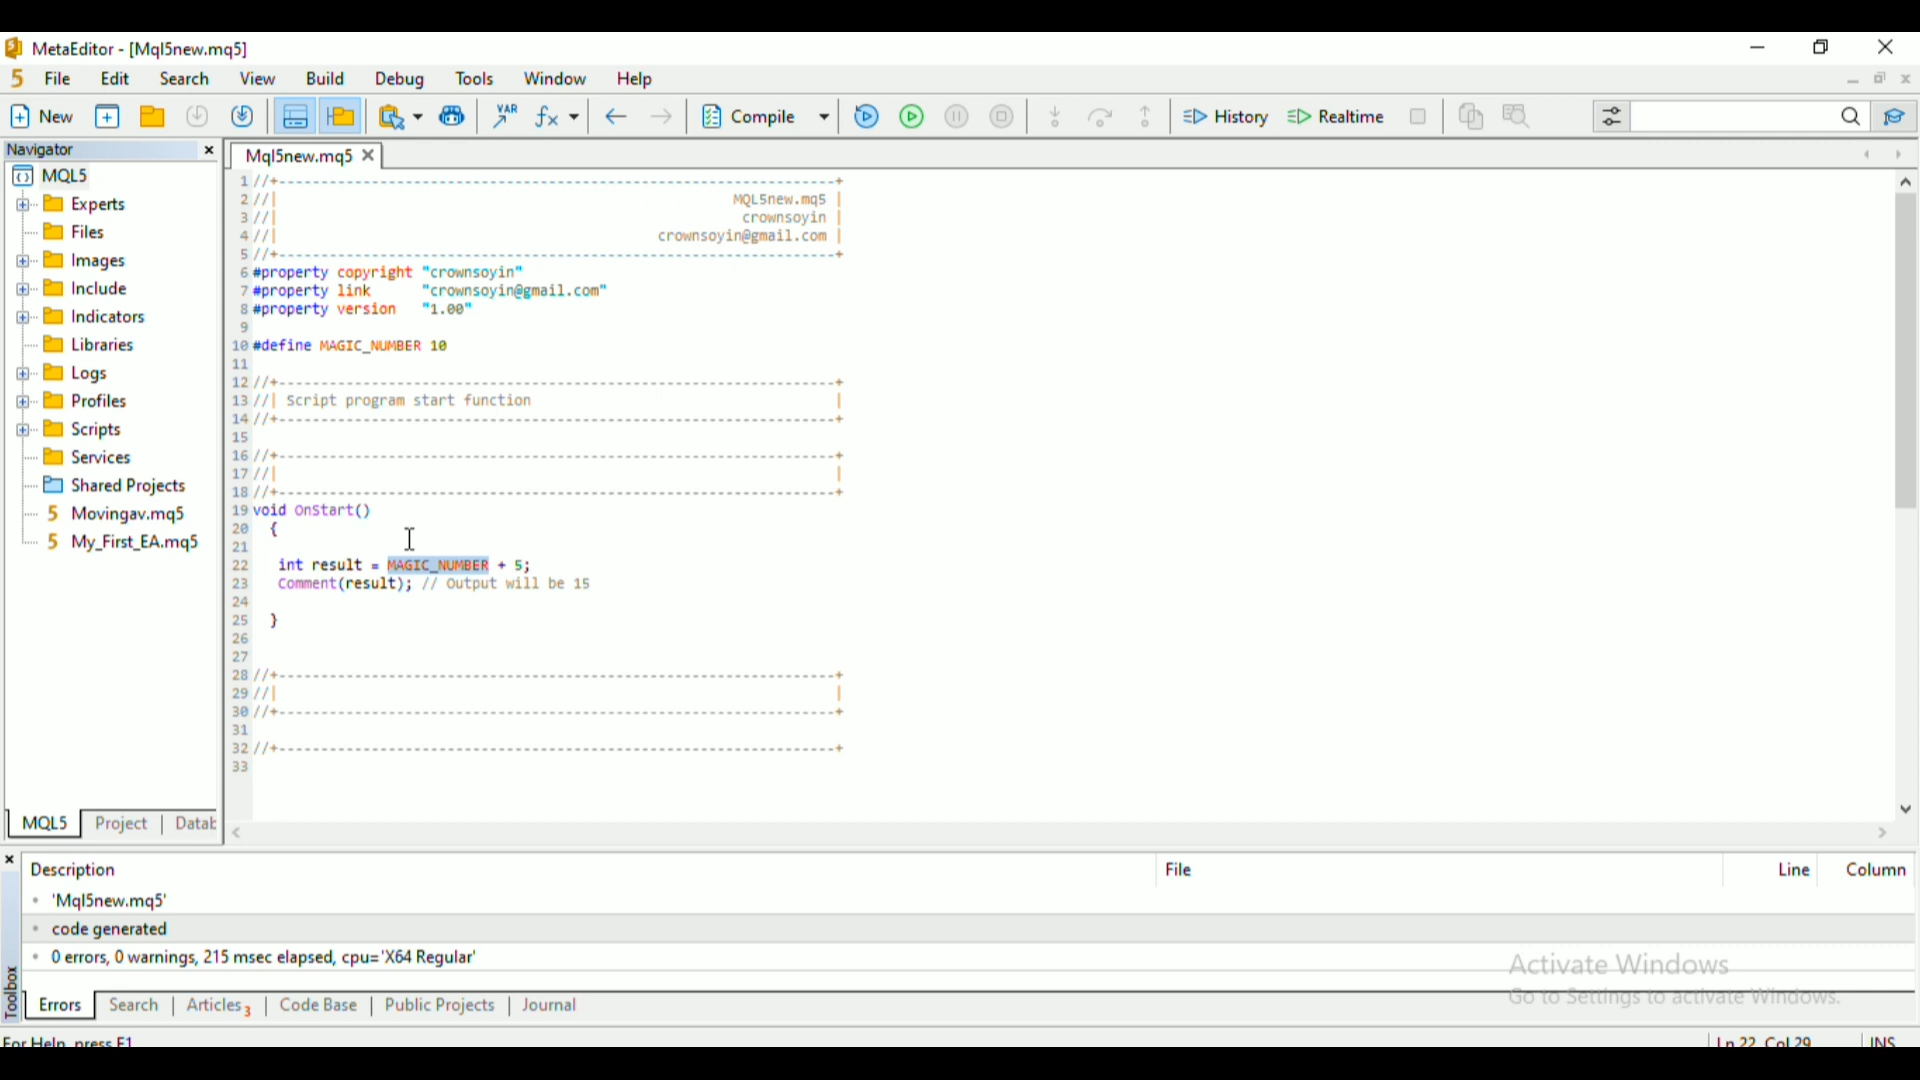 MetaEditor - [Mql5new.mq5]
File Edit Search View Build Debug Tools Window Help
New VAR Compile History Realtime
Navigator
MQL5
Experts
Files
Images
Include
Indicators
Libraries
Logs
Profiles
Scripts
Services
Shared Projects
5 Movingav.mq5
5 My_First_EA.mq5
MQL5 Project Datab
Mql5new.mq5
1 //+------------------------------------------------------------------+
2 //| MQL5new.mq5 |
3 //| crownsoyin |
4 //| crownsoyin@gmail.com |
5 //+------------------------------------------------------------------+
6 #property copyright "crownsoyin"
7 #property link "crownsoyin@gmail.com"
8 #property version "1.00"
9
10 #define MAGIC_NUMBER 10
11
12 //+------------------------------------------------------------------+
13 //| Script program start function |
14 //+------------------------------------------------------------------+
15
16 //+------------------------------------------------------------------+
17 //| |
18 //+------------------------------------------------------------------+
19 void OnStart()
20 {
21
22 int result = MAGIC_NUMBER + 5;
23 Comment(result); // Output will be 15
24
25 }
26
27
28 //+------------------------------------------------------------------+
29 //| |
30 //+------------------------------------------------------------------+
31
32 //+------------------------------------------------------------------+
33
Toolbox
Description File Line Column
'Mql5new.mq5'
code generated
0 errors, 0 warnings, 215 msec elapsed, cpu='X64 Regular'
Activate Windows
Go to Settings to activate Windows.
Errors Search Articles 3 Code Base Public Projects Journal
For Help, press F1 Ln 22, Col 29 INS